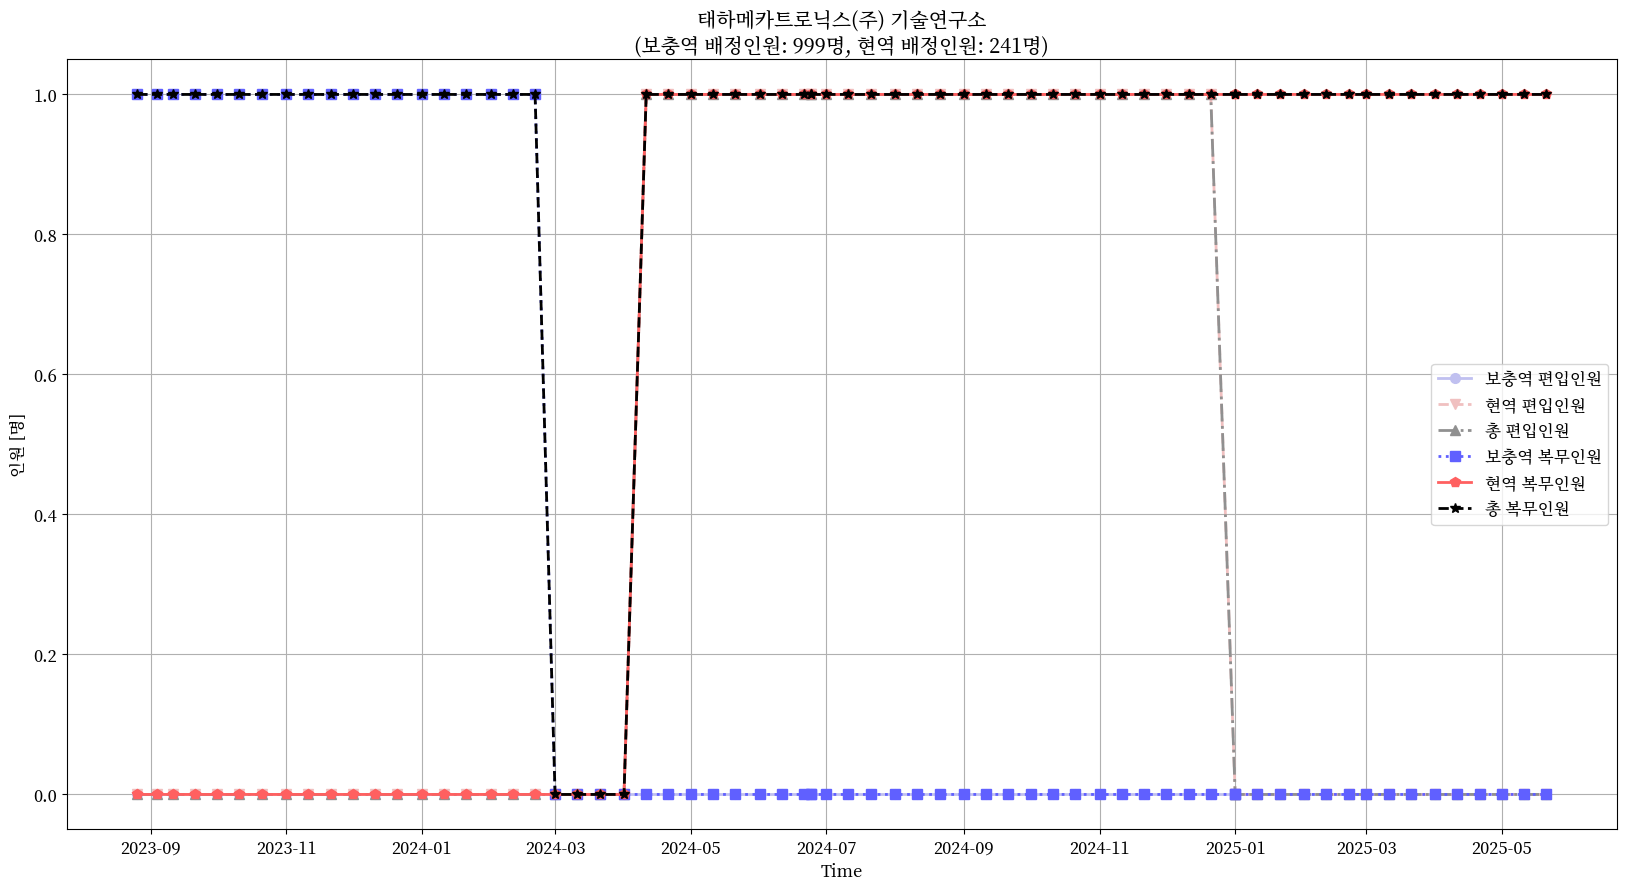 태하메카트로닉스(주) 기술연구소
(보충역 배정인원: 999명, 현역 배정인원: 241명)
1.0
0.8
0.6
0.4
0.2
0.0
인원 [명]
보충역 편입인원
현역 편입인원
총 편입인원
보충역 복무인원
현역 복무인원
총 복무인원
2023-09 2023-11 2024-01 2024-03 2024-05 2024-07 2024-09 2024-11 2025-01 2025-03 2025-05
Time